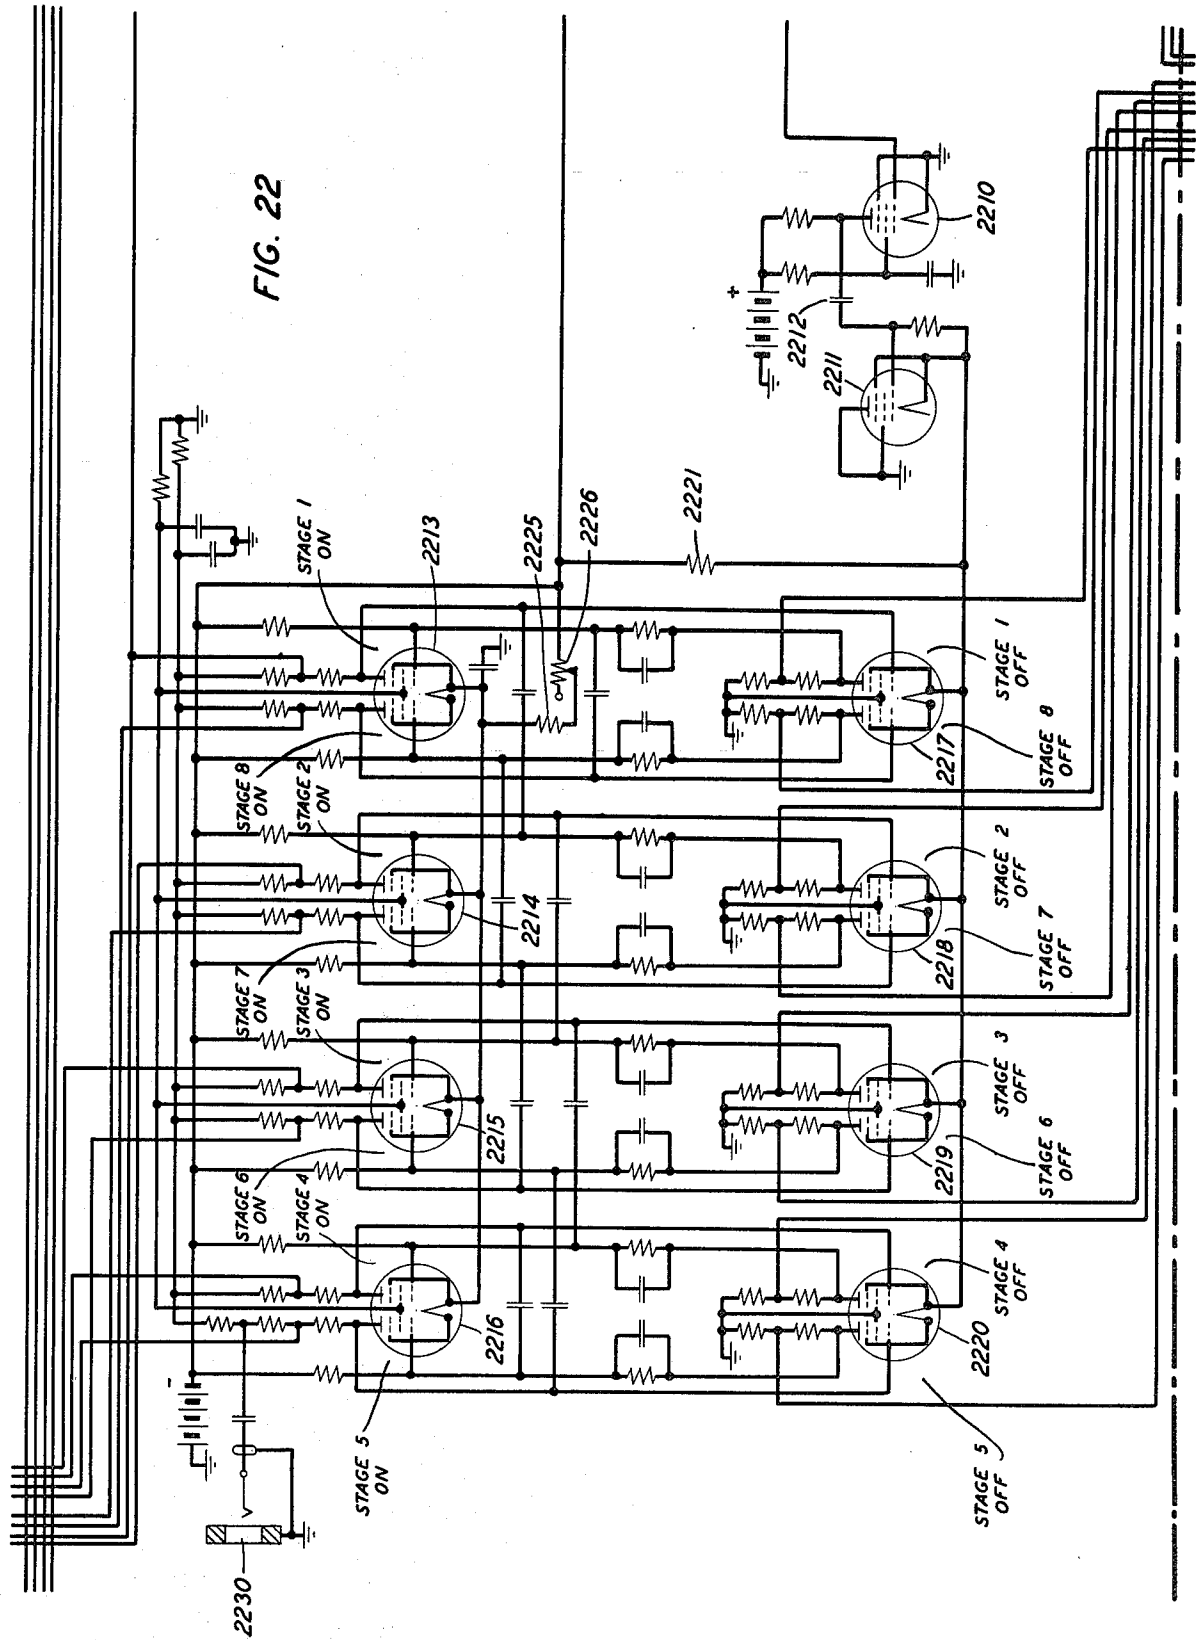 FIG. 22
STAGE 1
ON
2213
STAGE 8
ON
STAGE 2
ON
2214
STAGE 7
ON
STAGE 3
ON
2215
STAGE 6
ON
STAGE 4
ON
2216
STAGE 5
ON
2225
2226
2221
+
2212
2211
2210
-
2230
STAGE 1
OFF
2217
STAGE 8
OFF
STAGE 2
OFF
2218
STAGE 7
OFF
STAGE 3
OFF
2219
STAGE 6
OFF
STAGE 4
OFF
2220
STAGE 5
OFF